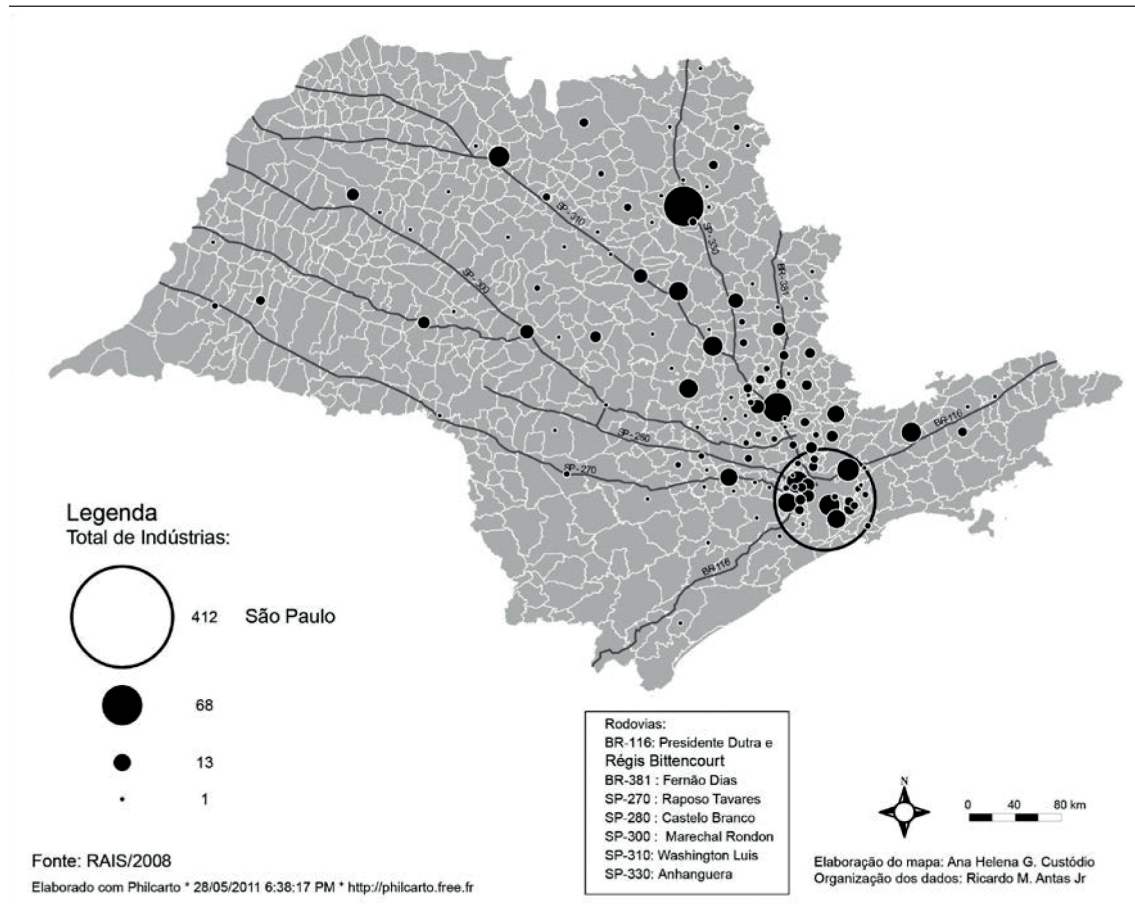 SP-310
SP-330
BR-381
SP-300
SP-280
SP-270
BR-116
BR-116
Legenda
Total de Indústrias:
412 São Paulo
68
13
1
Rodovias:
BR-116: Presidente Dutra e
Régis Bittencourt
BR-381 : Fernão Dias
SP-270 : Raposo Tavares
SP-280 : Castelo Branco
SP-300 : Marechal Rondon
SP-310: Washington Luis
SP-330: Anhanguera
N
0 40 80 km
Fonte: RAIS/2008
Elaborado com Philcarto * 28/05/2011 6:38:17 PM * http://philcarto.free.fr
Elaboração do mapa: Ana Helena G. Custódio
Organização dos dados: Ricardo M. Antas Jr